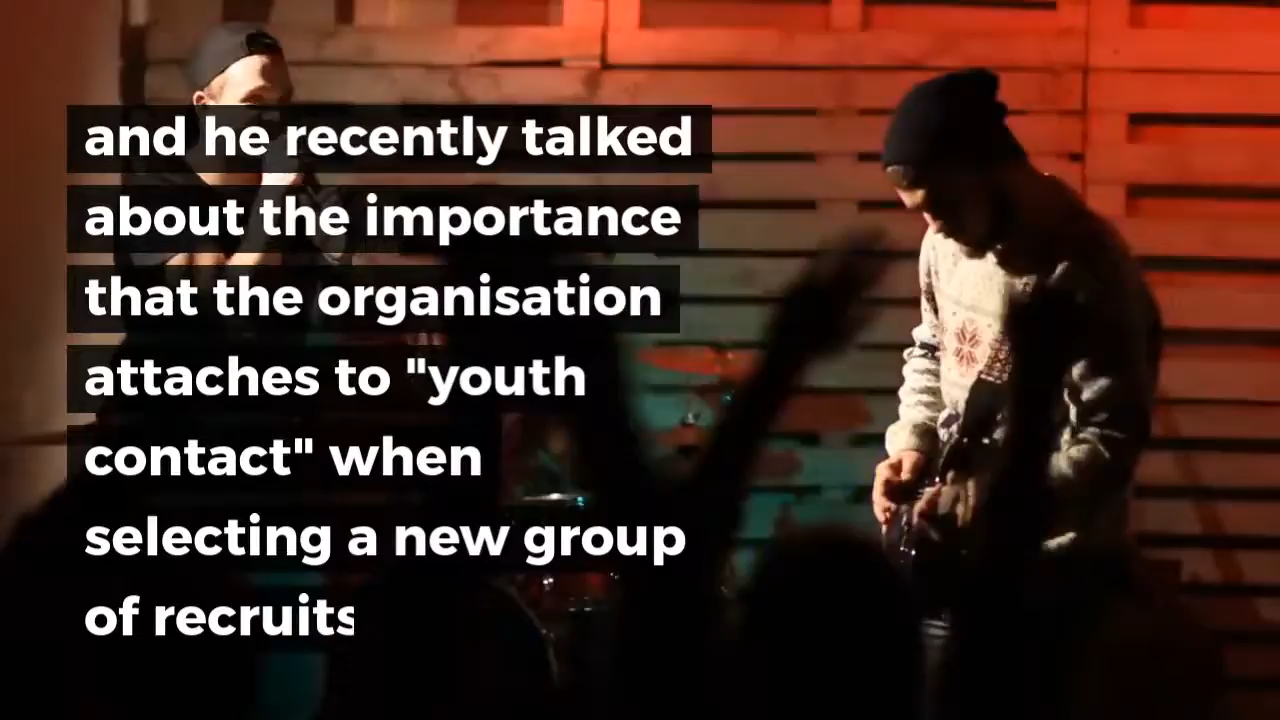 and he recently talked
about the importance
that the organisation
attaches to "youth
contact" when
selecting a new group
of recruits